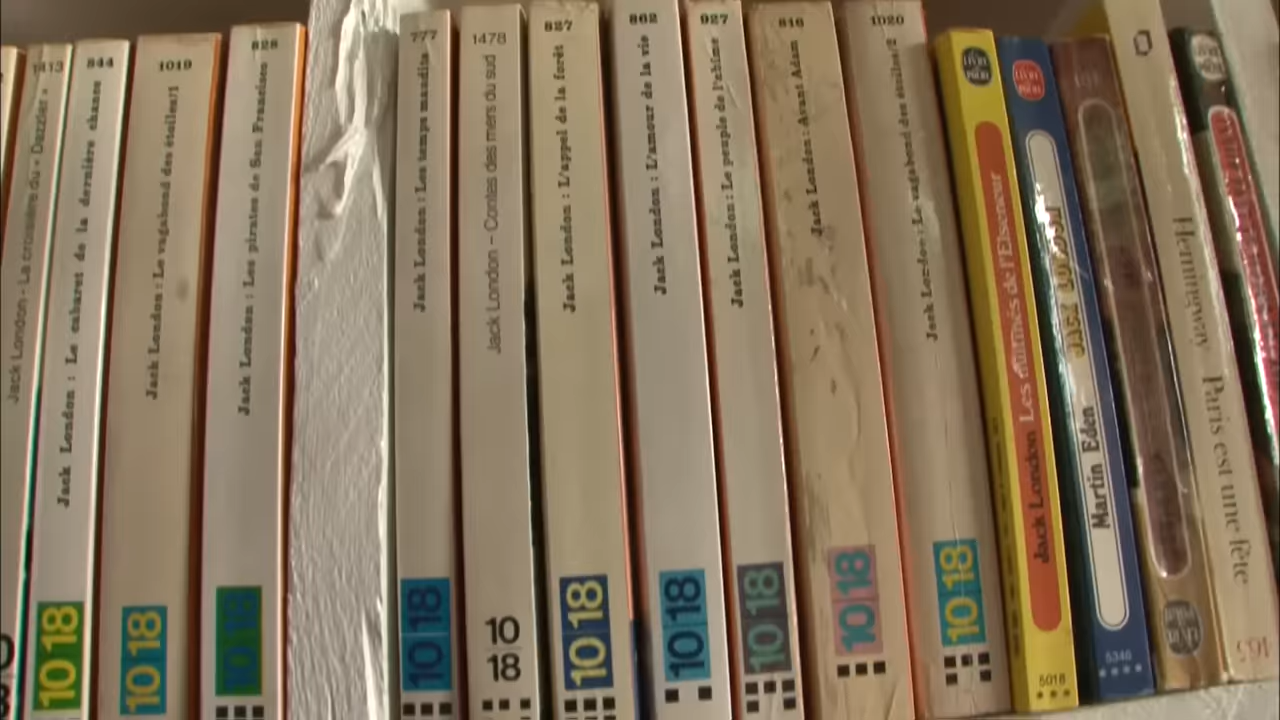 1413
Jack London - La croisière du « Dazzler »
844
Jack London : Le cabaret de la dernière chance
10 18
1019
Jack London : Le vagabond des étoiles/1
10 18
828
Jack London : Les pirates de San Francisco
10 18
777
Jack London : Les temps maudits
10 18
1478
Jack London - Contes des mers du sud
10
18
827
Jack London : L'appel de la forêt
10 18
862
Jack London : L'amour de la vie
10 18
927
Jack London : Le peuple de l'abîme
10 18
816
Jack London : Avant Adam
10 18
1020
Jack London : Le vagabond des étoiles/2
10 18
LE LIVRE DE POCHE
Jack London Les mutinés de l'Elseneur
5018
JACK LONDON
Martin Eden
5346
Hemingway Paris est une fête
465